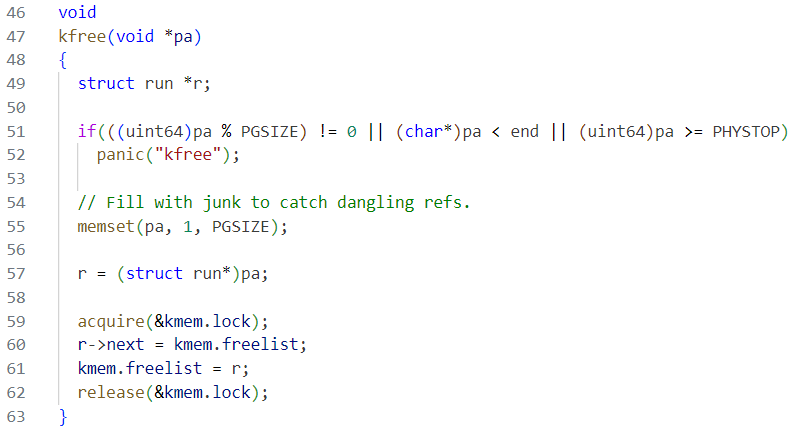 46 void
47 kfree(void *pa)
48 {
49   struct run *r;
50
51   if(((uint64)pa % PGSIZE) != 0 || (char*)pa < end || (uint64)pa >= PHYSTOP)
52     panic("kfree");
53
54   // Fill with junk to catch dangling refs.
55   memset(pa, 1, PGSIZE);
56
57   r = (struct run*)pa;
58
59   acquire(&kmem.lock);
60   r->next = kmem.freelist;
61   kmem.freelist = r;
62   release(&kmem.lock);
63 }